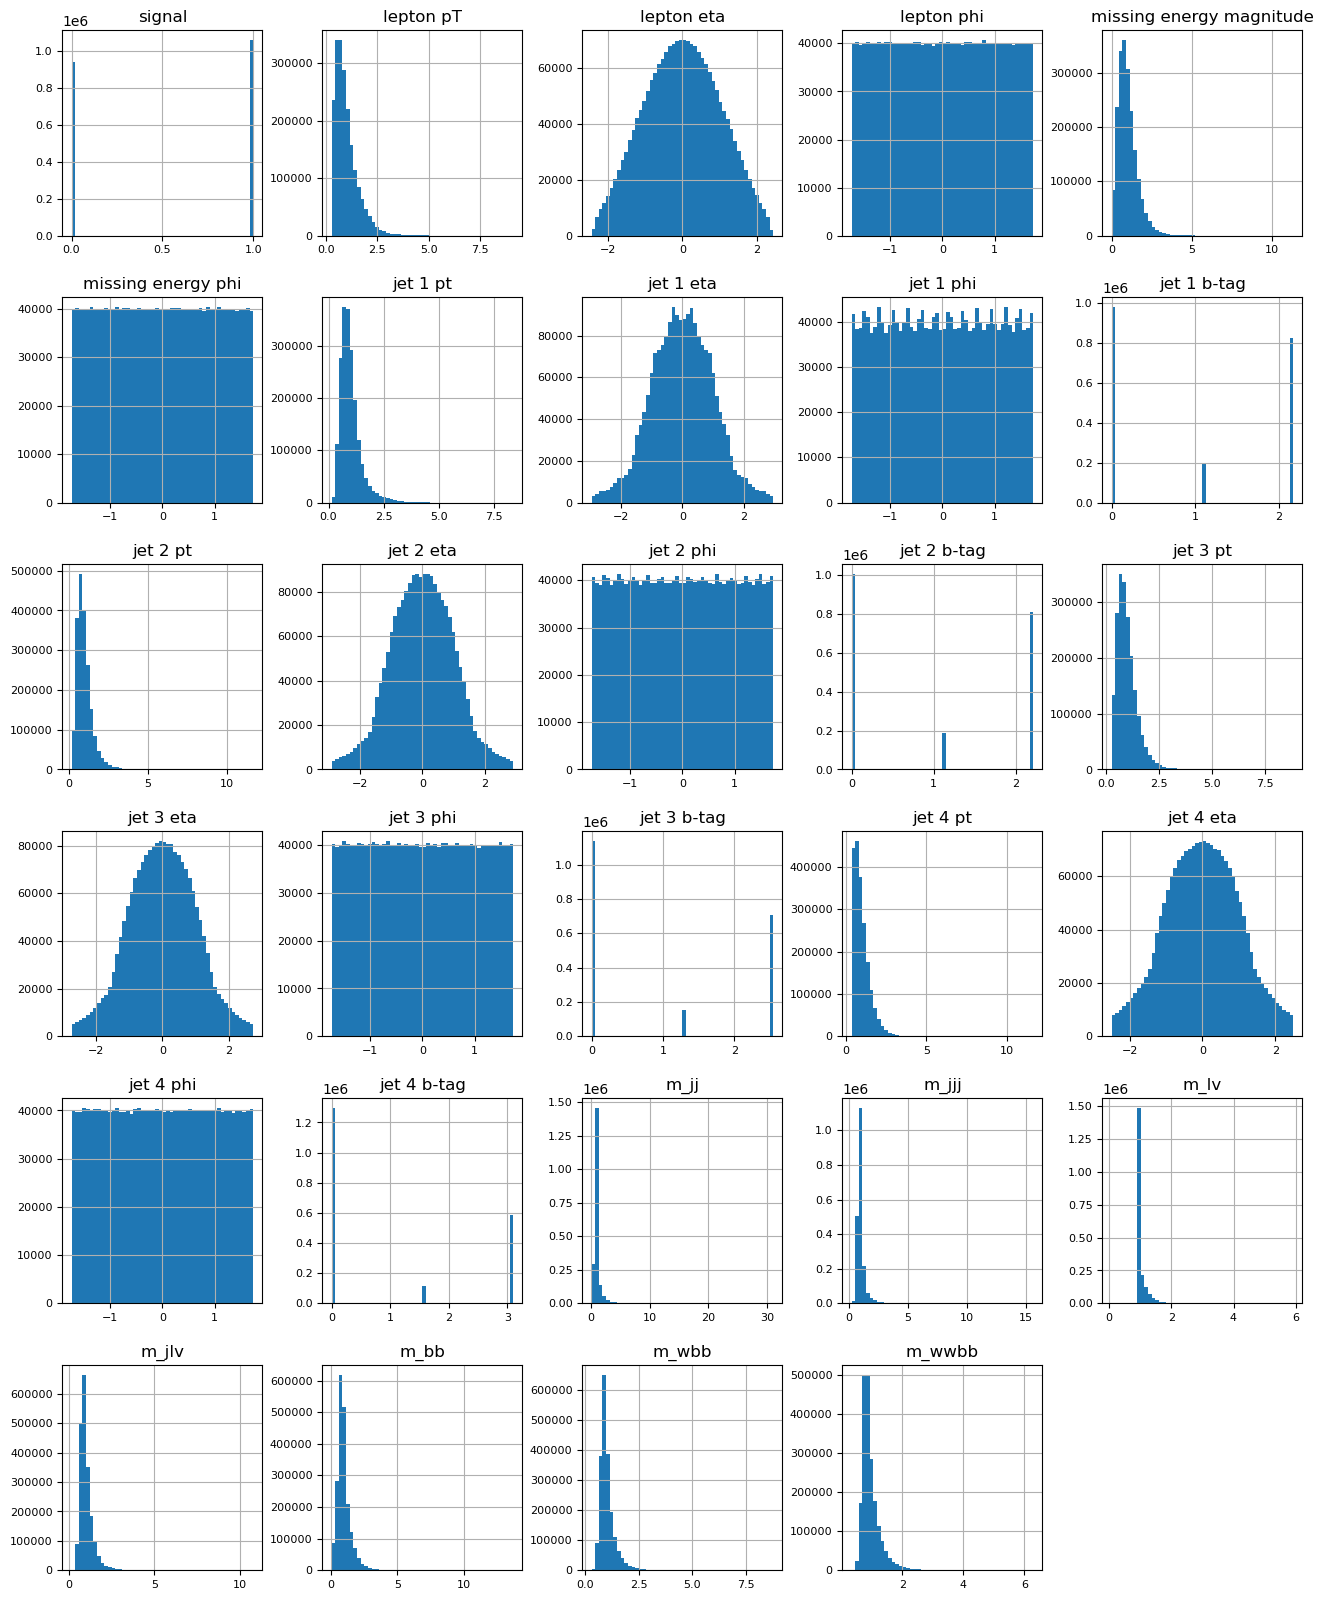 signal
1e6
1.0
0.8
0.6
0.4
0.2
0.0
0.0 0.5 1.0
lepton pT
300000
200000
100000
0
0.0 2.5 5.0 7.5
lepton eta
60000
40000
20000
0
−2 0 2
lepton phi
40000
30000
20000
10000
0
−1 0 1
missing energy magnitude
300000
200000
100000
0
0 5 10
missing energy phi
40000
30000
20000
10000
0
−1 0 1
jet 1 pt
300000
200000
100000
0
0.0 2.5 5.0 7.5
jet 1 eta
80000
60000
40000
20000
0
−2 0 2
jet 1 phi
40000
30000
20000
10000
0
−1 0 1
jet 1 b-tag
1e6
1.0
0.8
0.6
0.4
0.2
0.0
0 1 2
jet 2 pt
500000
400000
300000
200000
100000
0
0 5 10
jet 2 eta
80000
60000
40000
20000
0
−2 0 2
jet 2 phi
40000
30000
20000
10000
0
−1 0 1
jet 2 b-tag
1e6
1.0
0.8
0.6
0.4
0.2
0.0
0 1 2
jet 3 pt
300000
200000
100000
0
0.0 2.5 5.0 7.5
jet 3 eta
80000
60000
40000
20000
0
−2 0 2
jet 3 phi
40000
30000
20000
10000
0
−1 0 1
jet 3 b-tag
1e6
1.0
0.8
0.6
0.4
0.2
0.0
0 1 2
jet 4 pt
400000
300000
200000
100000
0
0 5 10
jet 4 eta
60000
40000
20000
0
−2 0 2
jet 4 phi
40000
30000
20000
10000
0
−1 0 1
jet 4 b-tag
1e6
1.2
1.0
0.8
0.6
0.4
0.2
0.0
0 1 2 3
m_jj
1e6
1.50
1.25
1.00
0.75
0.50
0.25
0.00
0 10 20 30
m_jjj
1e6
1.0
0.8
0.6
0.4
0.2
0.0
0 5 10 15
m_lv
1e6
1.50
1.25
1.00
0.75
0.50
0.25
0.00
0 2 4 6
m_jlv
600000
500000
400000
300000
200000
100000
0
0 5 10
m_bb
600000
500000
400000
300000
200000
100000
0
0 5 10
m_wbb
600000
500000
400000
300000
200000
100000
0
0.0 2.5 5.0 7.5
m_wwbb
500000
400000
300000
200000
100000
0
2 4 6